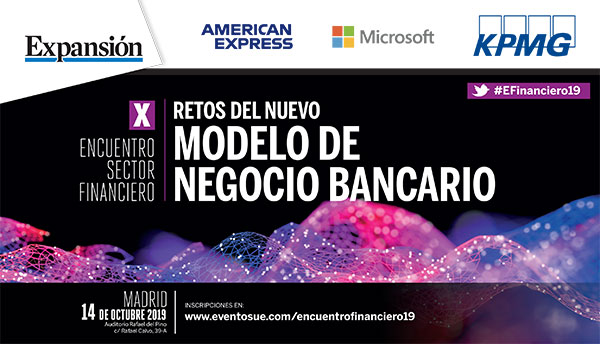 Expansión
AMERICAN
EXPRESS
Microsoft
KPMG
#EFinanciero19
X
ENCUENTRO
SECTOR
FINANCIERO
RETOS DEL NUEVO
MODELO DE
NEGOCIO BANCARIO
MADRID
14 DE OCTUBRE 2019
Auditorio Rafael del Pino
c/ Rafael Calvo, 39-A
INSCRIPCIONES EN:
www.eventosue.com/encuentrofinanciero19